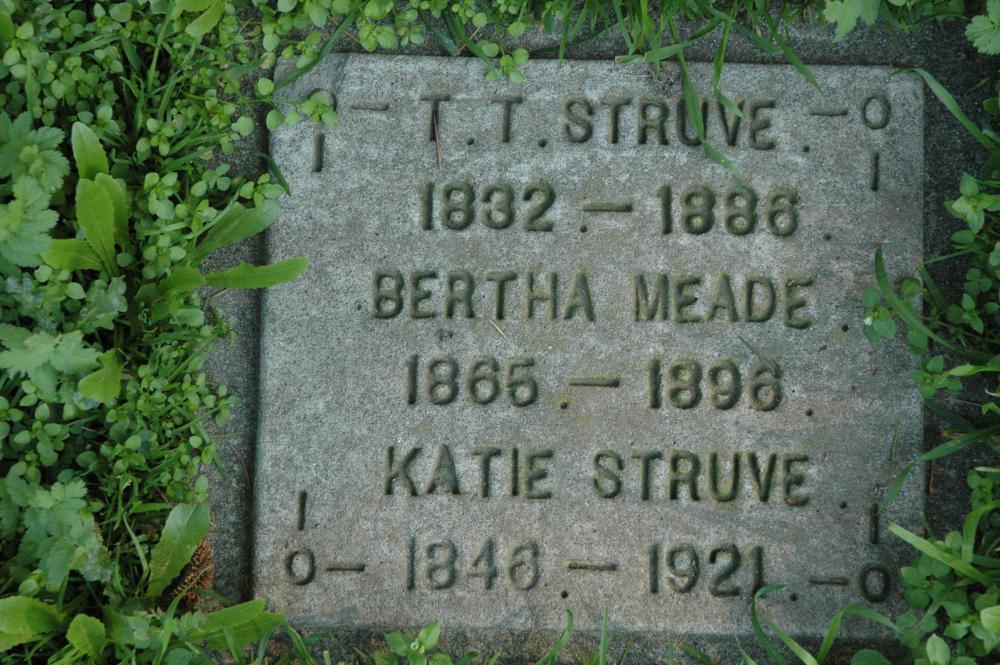 T. T. STRUVE.
1832. - 1886.
BERTHA MEADE.
1865. - 1896.
KATIE STRUVE.
1846. - 1921.